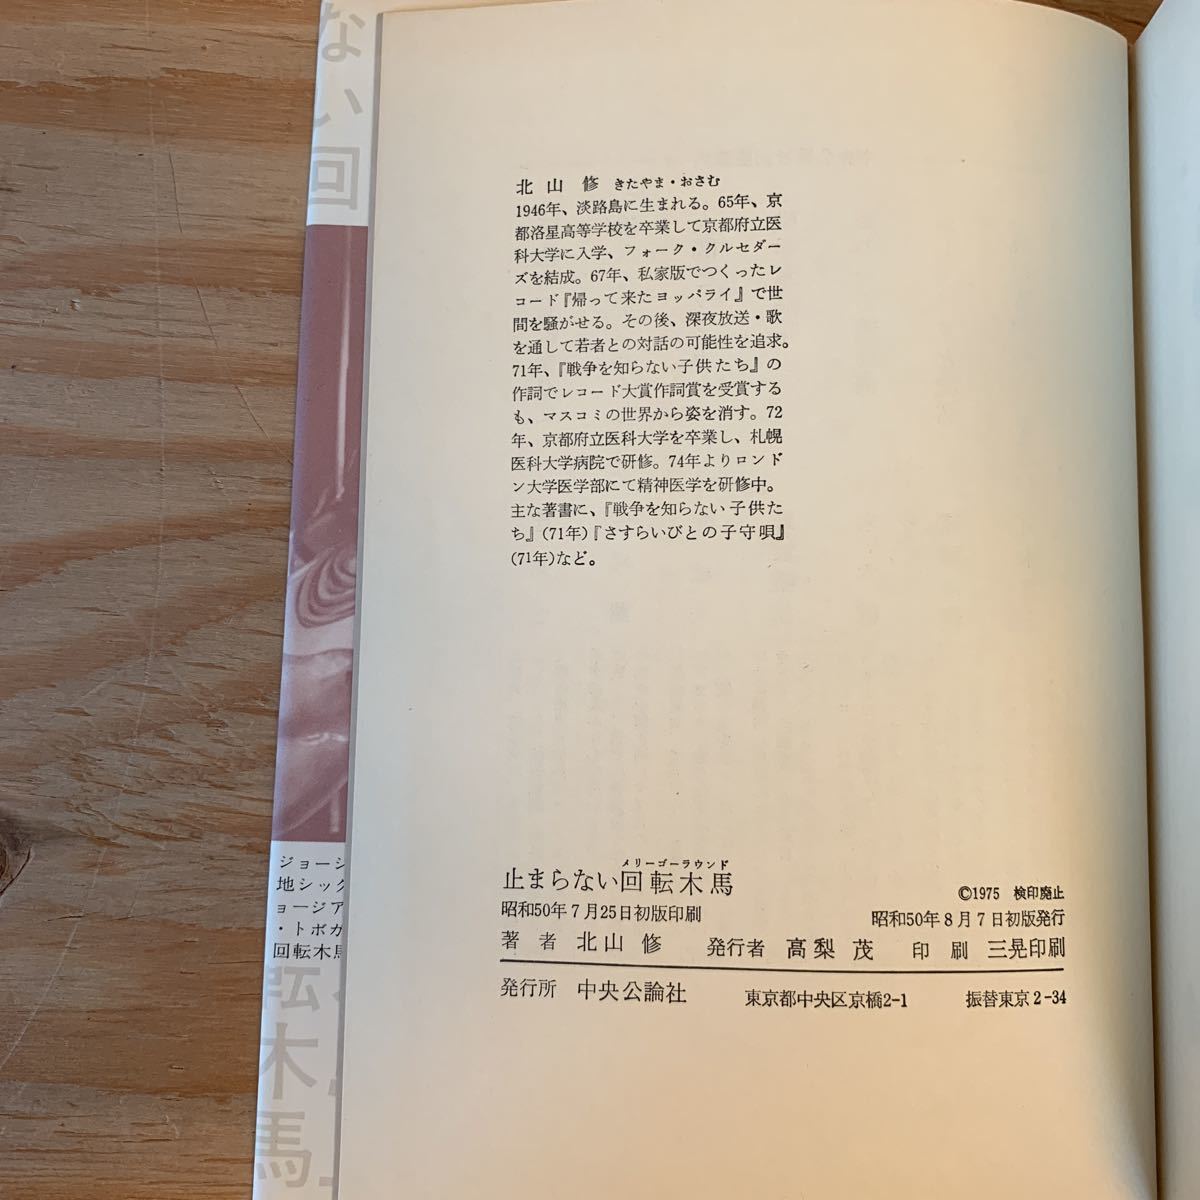 北山 修 きたやま・おさむ
1946年、淡路島に生まれる。65年、京
都洛星高等学校を卒業して京都府立医
科大学に入学、フォーク・クルセダー
ズを結成。67年、私家版でつくったレ
コード『帰って来たヨッパライ』で世
間を騒がせる。その後、深夜放送・歌
を通して若者との対話の可能性を追求。
71年、『戦争を知らない子供たち』の
作詞でレコード大賞作詞賞を受賞する
も、マスコミの世界から姿を消す。72
年、京都府立医科大学を卒業し、札幌
医科大学病院で研修。74年よりロンド
ン大学医学部にて精神医学を研修中。
主な著書に、『戦争を知らない子供た
ち』(71年)『さすらいびとの子守唄』
(71年)など。
メリーゴーラウンド
止まらない回転木馬
©1975 検印廃止
昭和50年7月25日初版印刷 昭和50年8月7日初版発行
著者 北山修 発行者 高梨茂 印刷 三晃印刷
発行所 中央公論社 東京都中央区京橋2-1 振替東京2-34
ない回
転木馬
ジョージ
地シック
ョージア
・トボガ
回転木馬